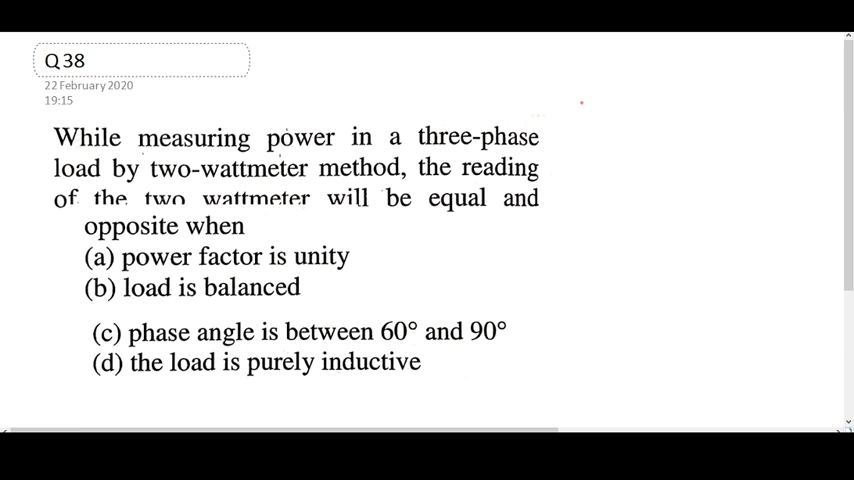 Q 38
22 February 2020
19:15
While measuring power in a three-phase
load by two-wattmeter method, the reading
of the two wattmeter will be equal and
opposite when
(a) power factor is unity
(b) load is balanced
(c) phase angle is between 60° and 90°
(d) the load is purely inductive